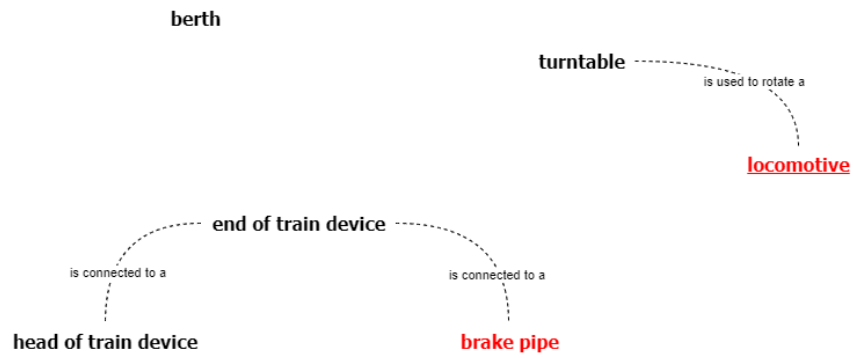 berth
turntable
is used to rotate a
locomotive
end of train device
is connected to a
is connected to a
head of train device
brake pipe